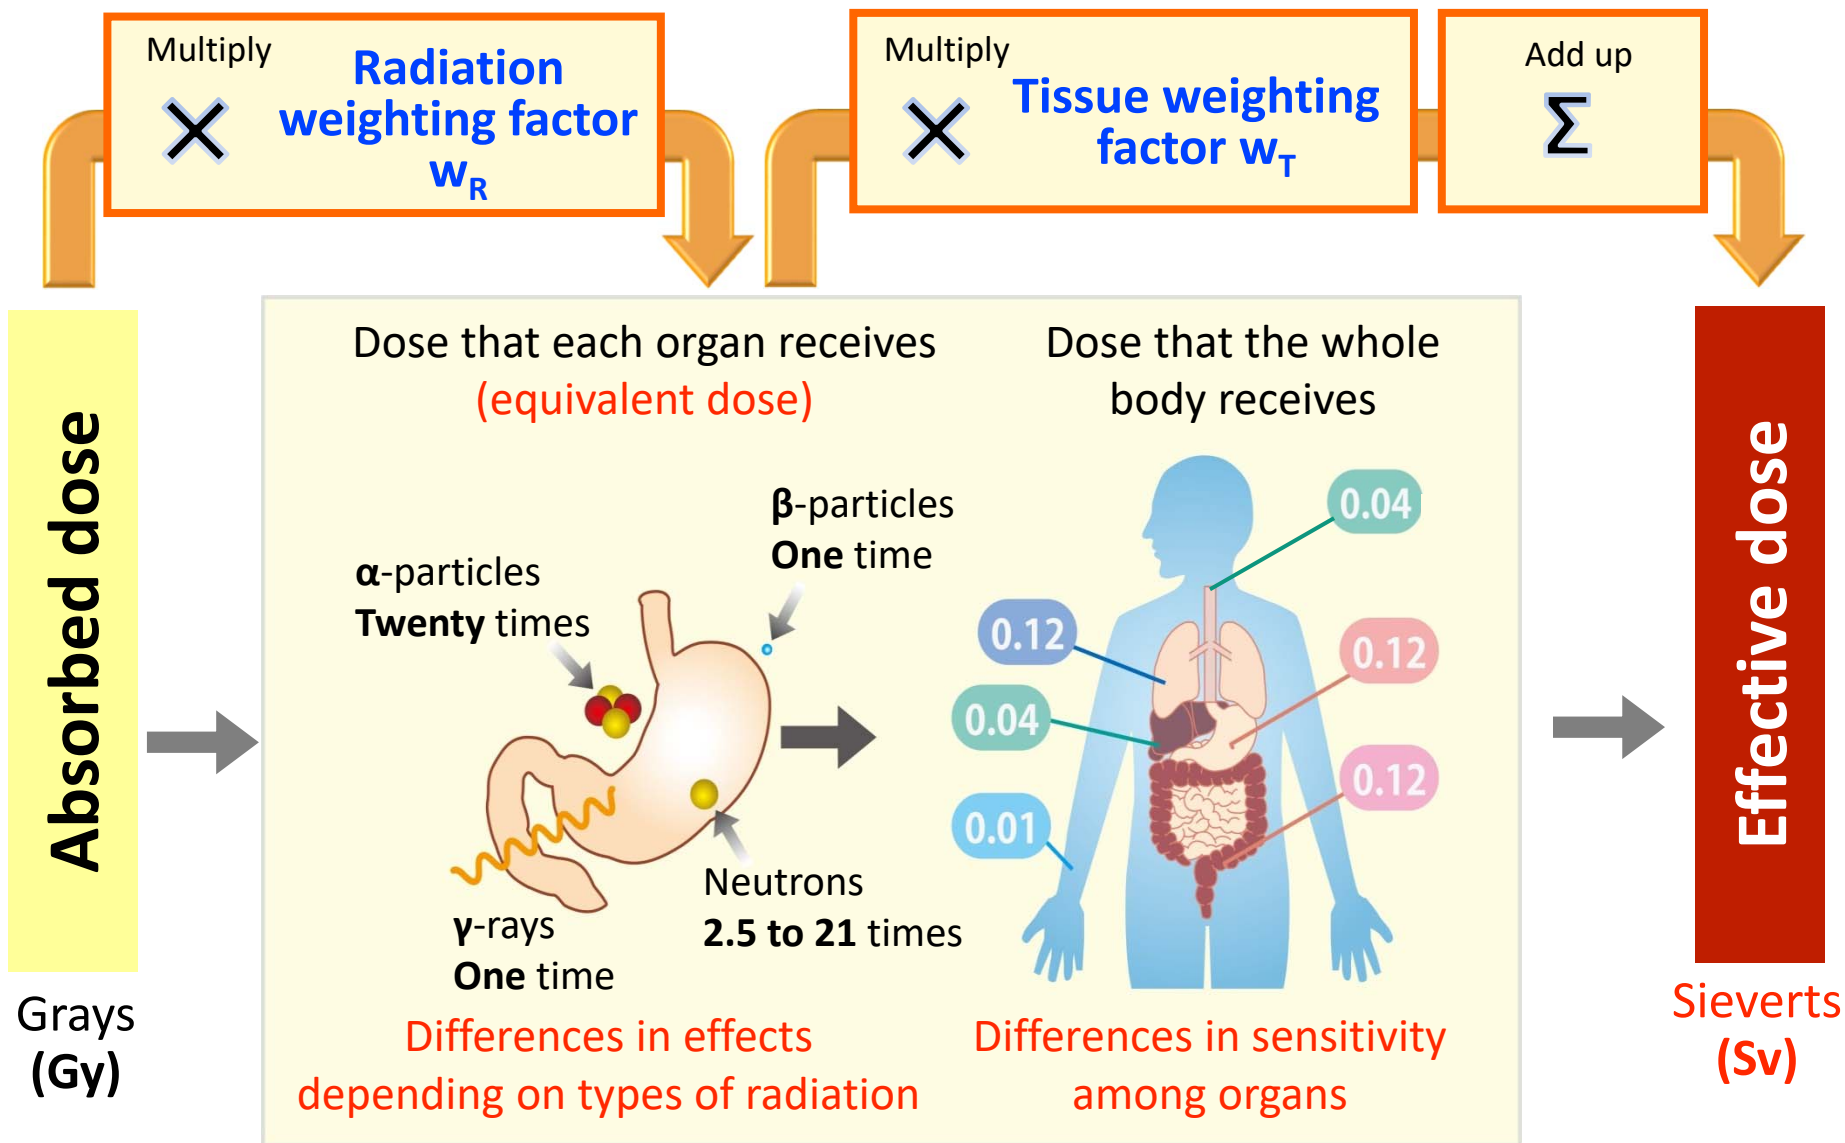 Multiply
×
Radiation
weighting factor
wR
Multiply
×
Tissue weighting
factor wT
Add up
Σ
Absorbed dose
Grays
(Gy)
Dose that each organ receives
(equivalent dose)
α-particles
Twenty times
β-particles
One time
γ-rays
One time
Neutrons
2.5 to 21 times
Differences in effects
depending on types of radiation
Dose that the whole
body receives
0.04
0.12
0.12
0.04
0.12
0.01
Differences in sensitivity
among organs
Effective dose
Sieverts
(Sv)